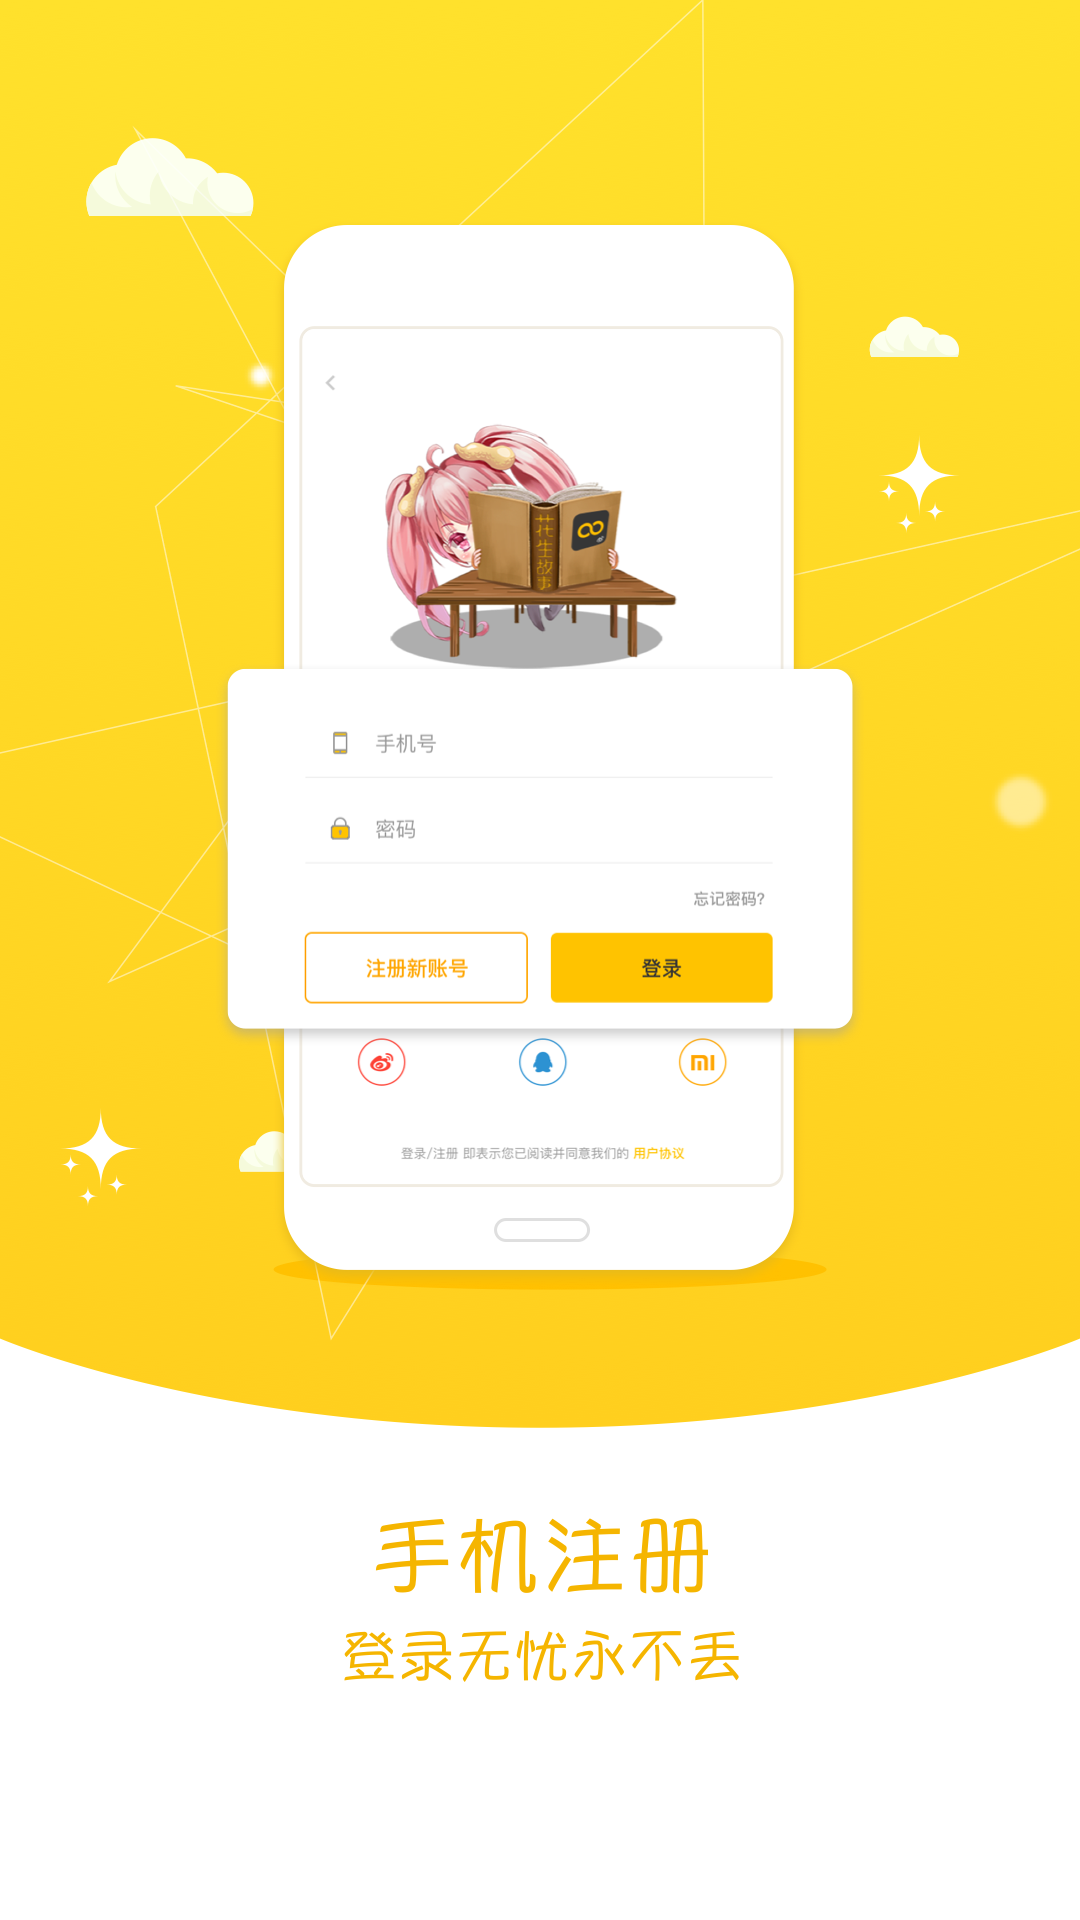 花生故事
手机号
密码
忘记密码?
注册新账号
登录
登录/注册 即表示您已阅读并同意我们的 用户协议
手机注册
登录无忧永不丢